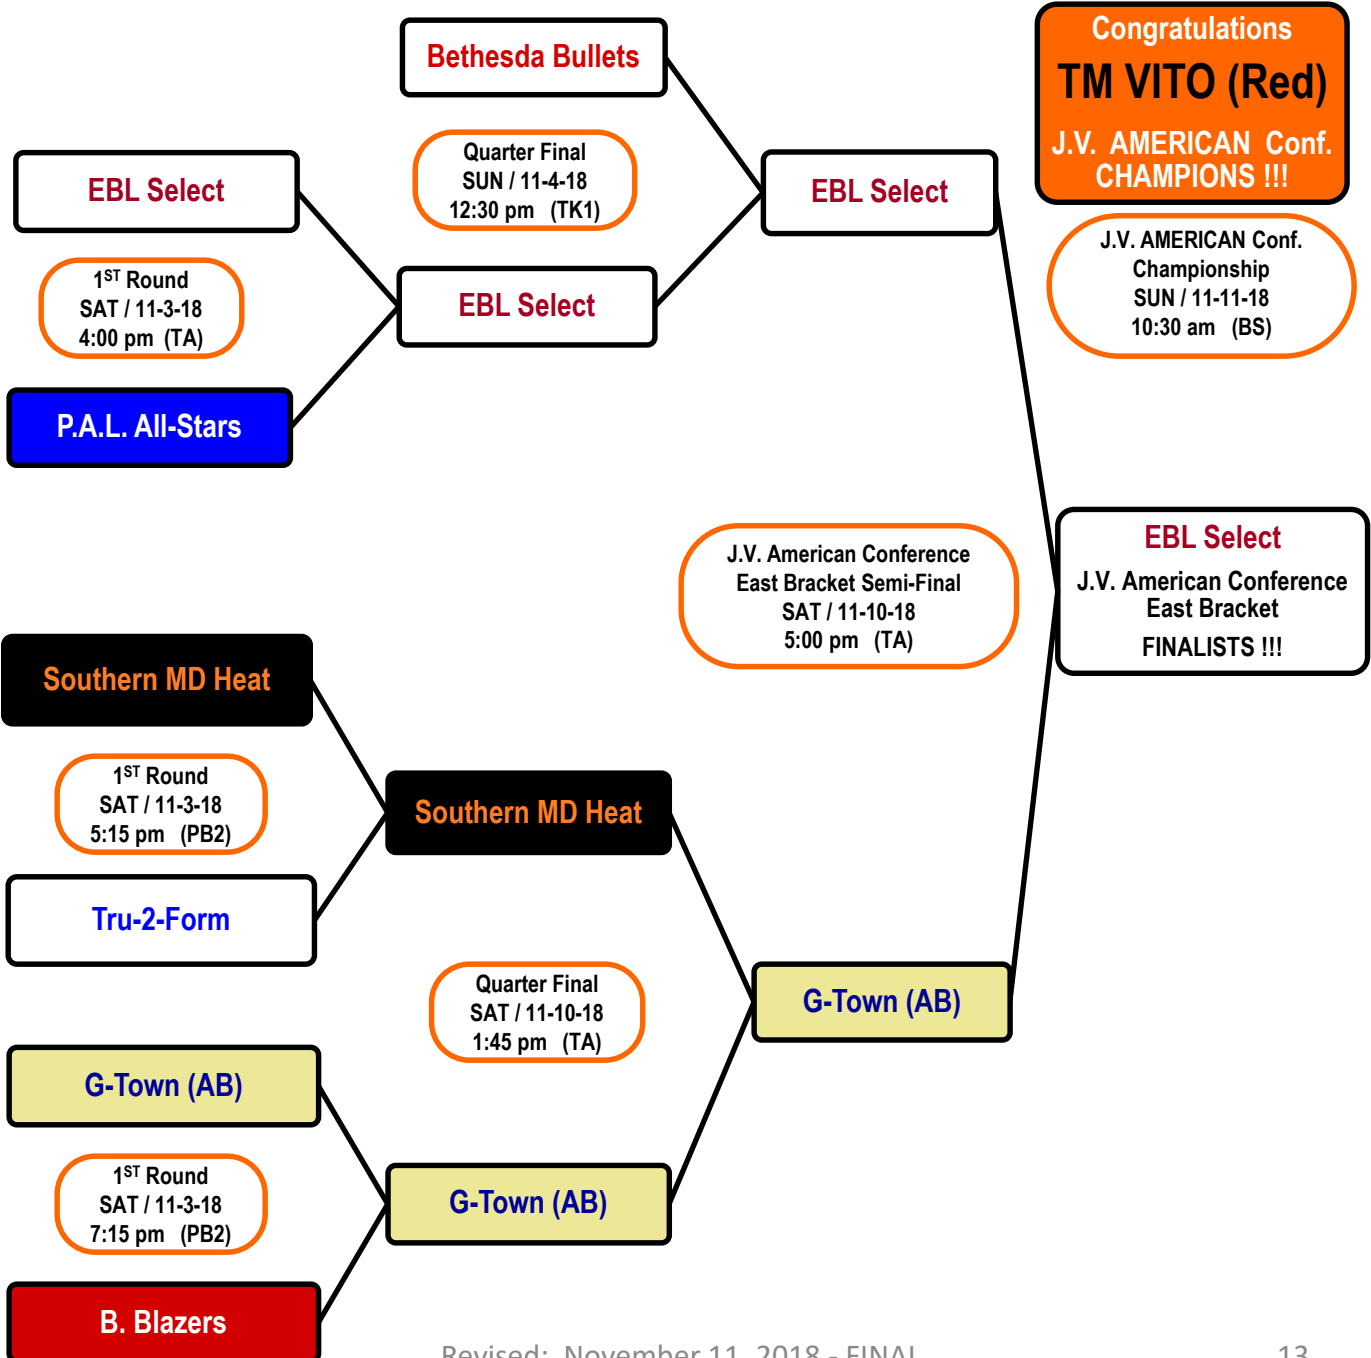 Bethesda Bullets
Congratulations
TM VITO (Red)
J.V. AMERICAN Conf.
CHAMPIONS !!!
EBL Select
Quarter Final
SUN / 11-4-18
12:30 pm (TK1)
EBL Select
J.V. AMERICAN Conf.
Championship
SUN / 11-11-18
10:30 am (BS)
1ST Round
SAT / 11-3-18
4:00 pm (TA)
EBL Select
P.A.L. All-Stars
J.V. American Conference
East Bracket Semi-Final
SAT / 11-10-18
5:00 pm (TA)
EBL Select
J.V. American Conference
East Bracket
FINALISTS !!!
Southern MD Heat
1ST Round
SAT / 11-3-18
5:15 pm (PB2)
Southern MD Heat
Tru-2-Form
Quarter Final
SAT / 11-10-18
1:45 pm (TA)
G-Town (AB)
G-Town (AB)
1ST Round
SAT / 11-3-18
7:15 pm (PB2)
G-Town (AB)
B. Blazers
Revised: November 11, 2018 - FINAL
13